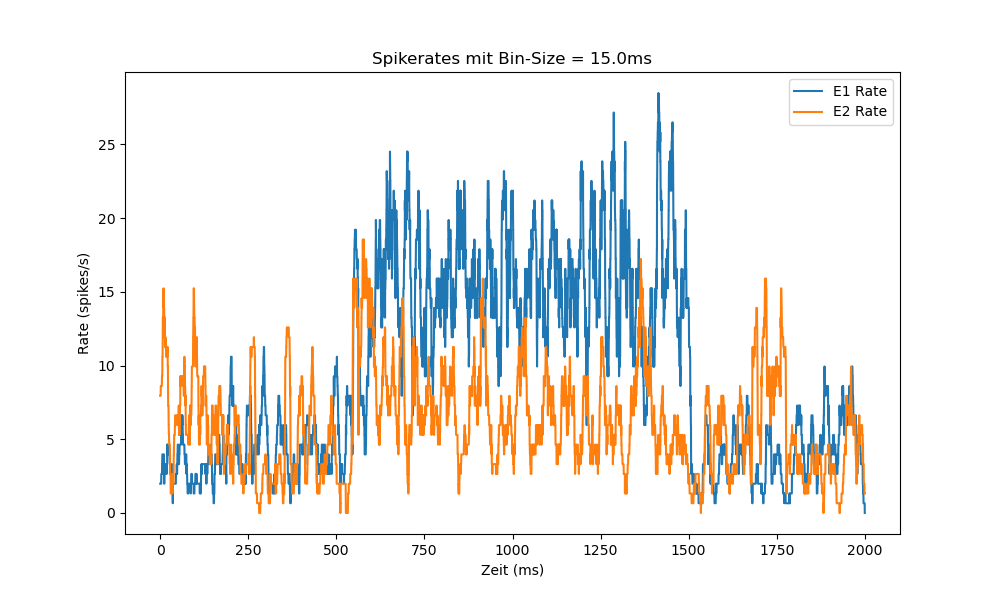 Spikerates mit Bin-Size = 15.0ms
E1 Rate
E2 Rate
25
20
15
10
5
0
Rate (spikes/s)
0 250 500 750 1000 1250 1500 1750 2000
Zeit (ms)